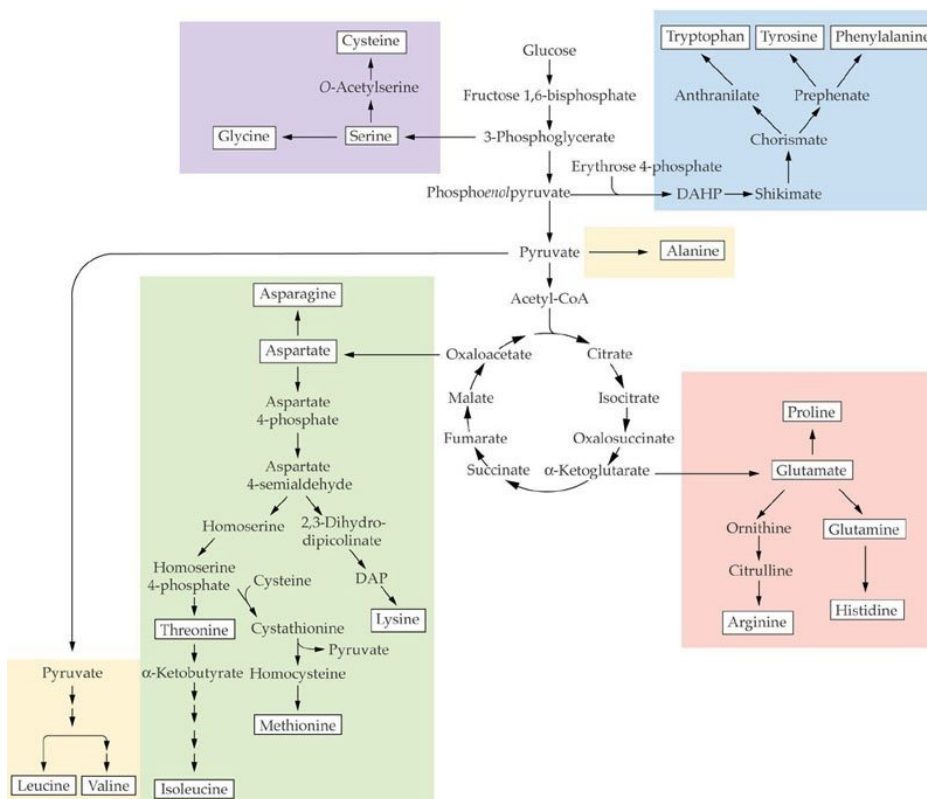 Cysteine
O-Acetylserine
Glycine
Serine
Glucose
Fructose 1,6-bisphosphate
3-Phosphoglycerate
Phosphoenolpyruvate
Erythrose 4-phosphate
Tryptophan
Tyrosine
Phenylalanine
Anthranilate
Prephenate
Chorismate
DAHP
Shikimate
Pyruvate
Alanine
Acetyl-CoA
Oxaloacetate
Citrate
Malate
Isocitrate
Fumarate
Oxalosuccinate
Succinate
α-Ketoglutarate
Asparagine
Aspartate
Aspartate
4-phosphate
Aspartate
4-semialdehyde
Homoserine
2,3-Dihydro-
dipicolinate
Homoserine
4-phosphate
Cysteine
DAP
Threonine
Cystathionine
Lysine
Pyruvate
α-Ketobutyrate
Homocysteine
Methionine
Isoleucine
Pyruvate
Leucine
Valine
Proline
Glutamate
Ornithine
Glutamine
Citrulline
Arginine
Histidine